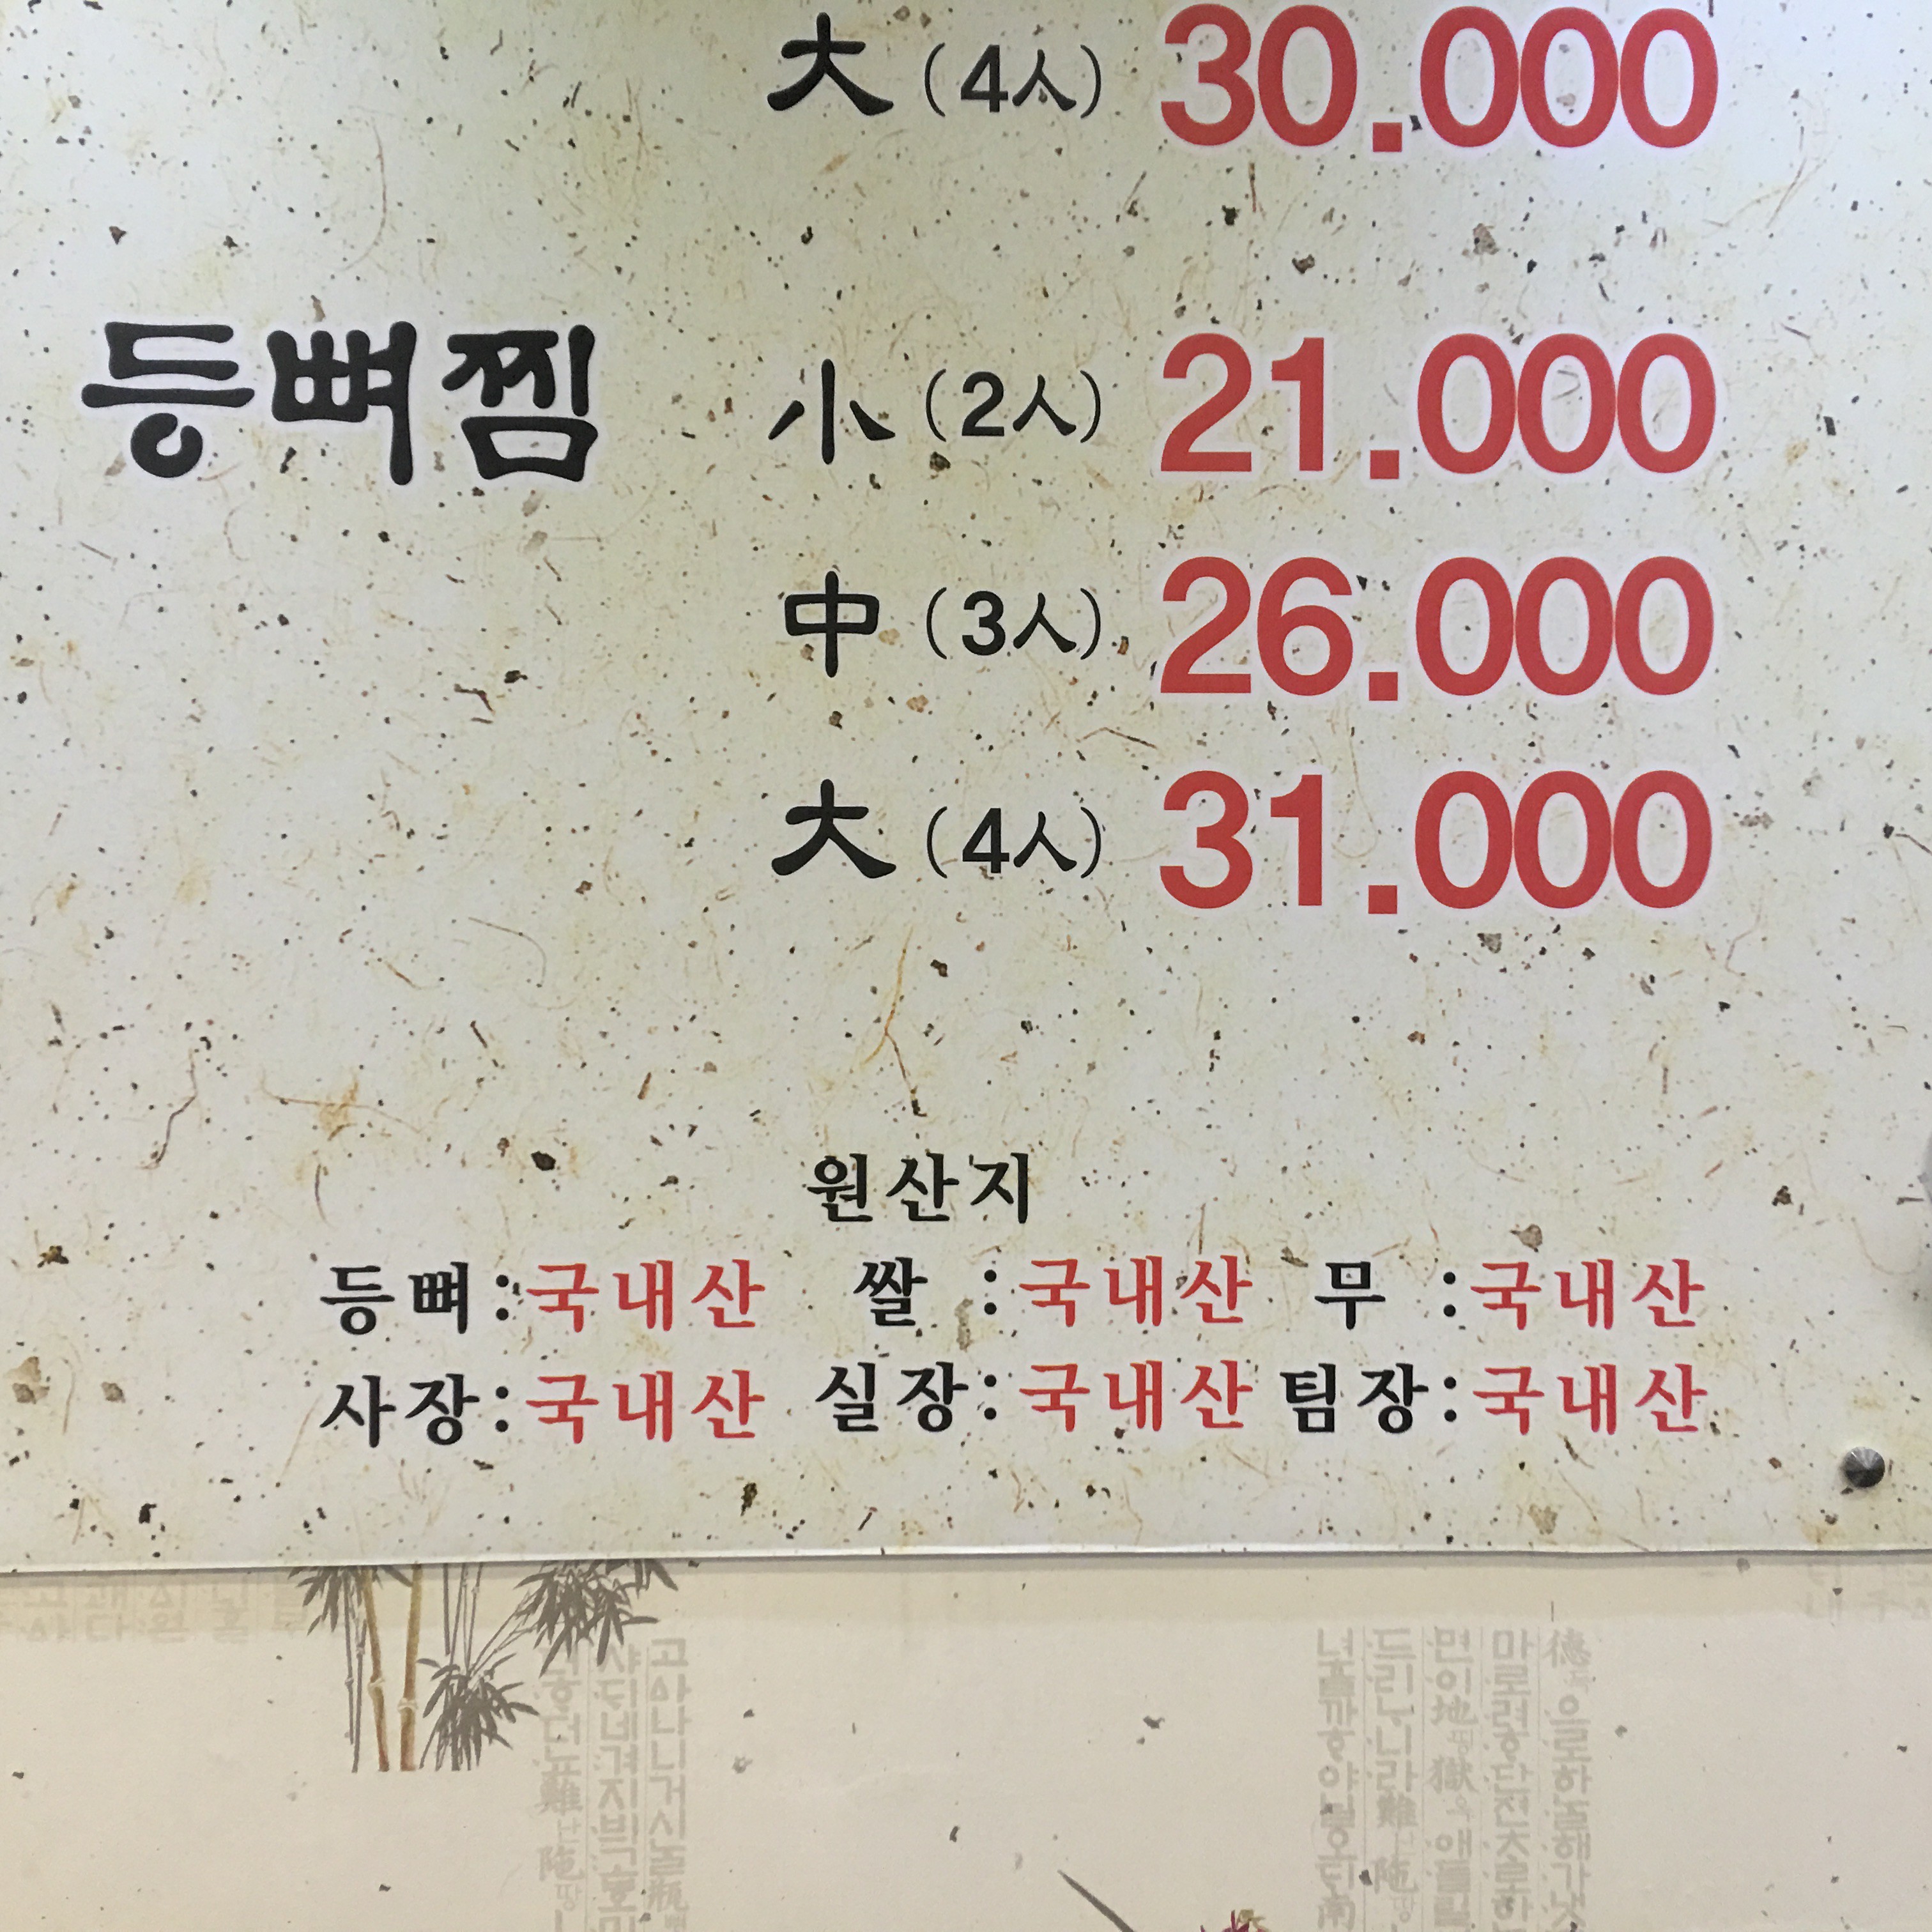 大 (4人) 30.000
등뼈찜 小 (2人) 21.000
中 (3人) 26.000
大 (4人) 31.000
원산지
등뼈:국내산 쌀 :국내산 무 :국내산
사장:국내산 실장:국내산 팀장:국내산